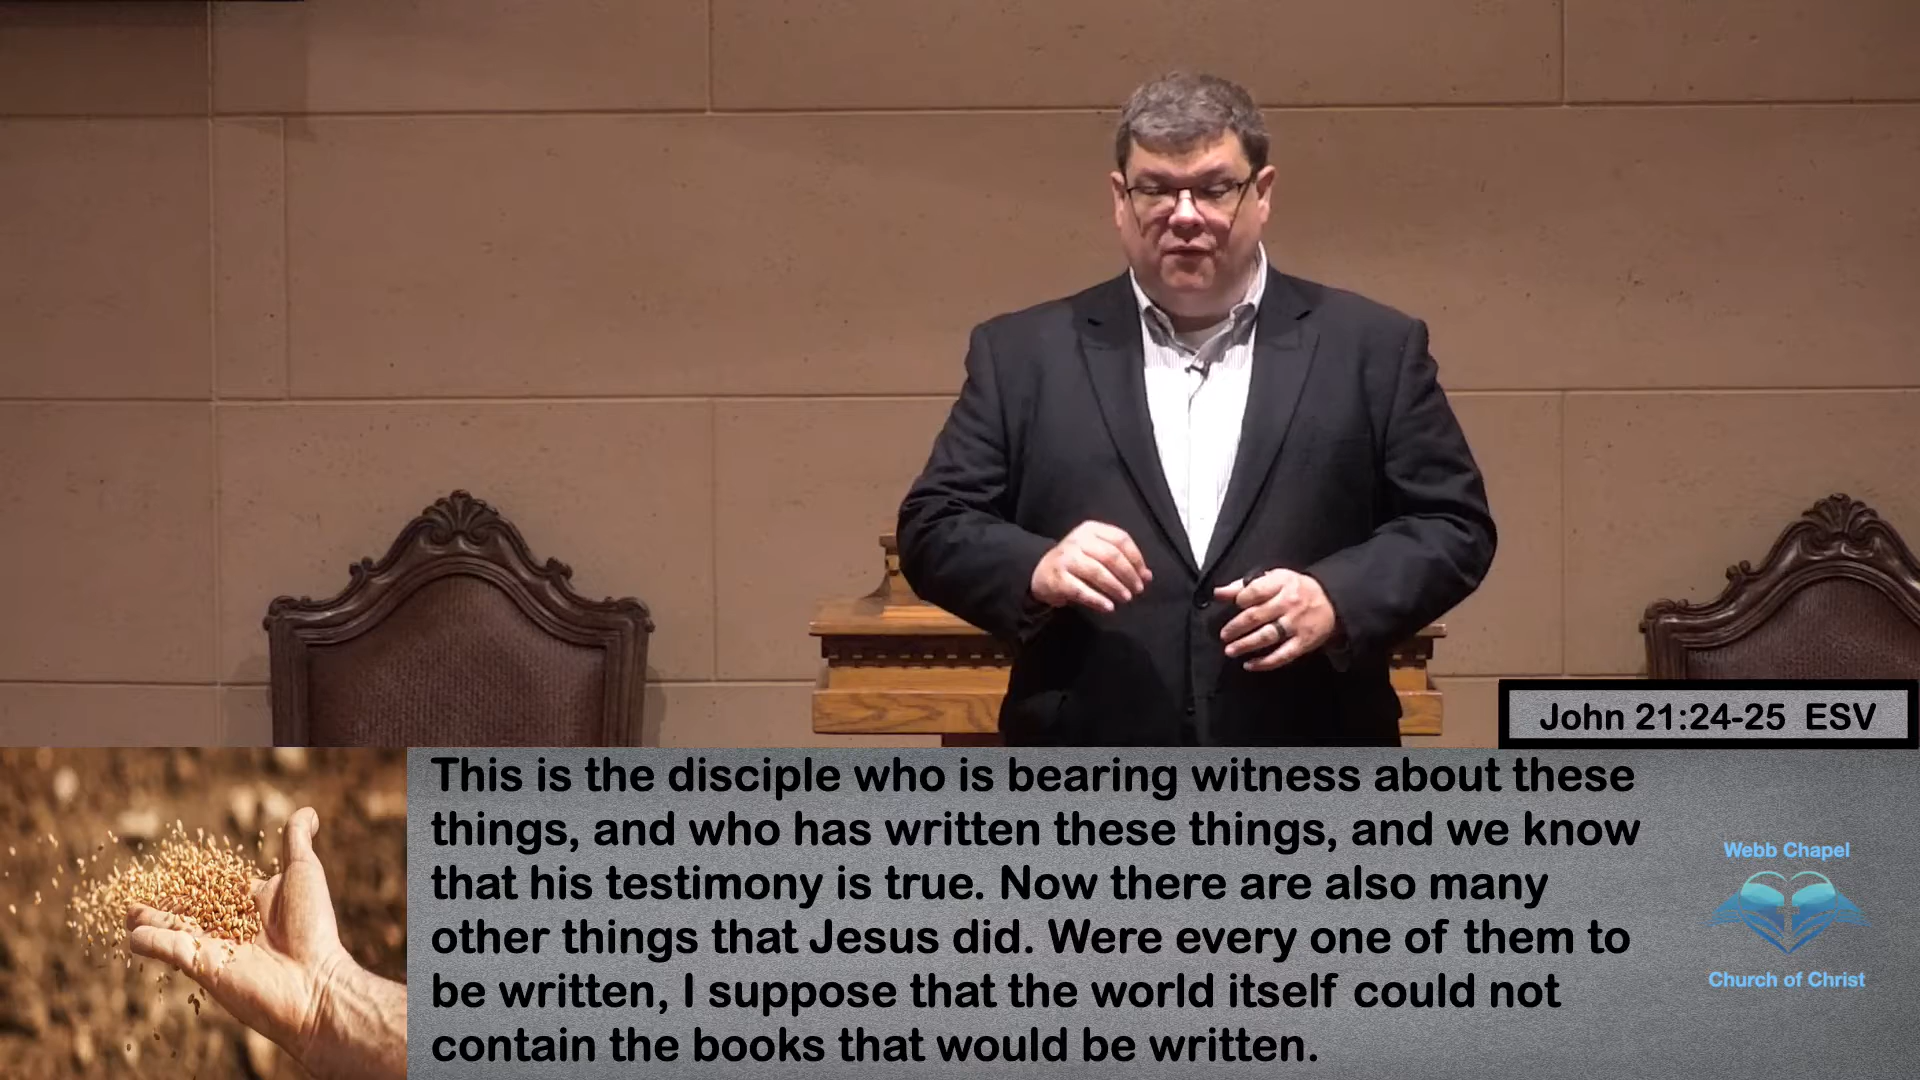 John 21:24-25 ESV
This is the disciple who is bearing witness about these
things, and who has written these things, and we know
that his testimony is true. Now there are also many
other things that Jesus did. Were every one of them to
be written, I suppose that the world itself could not
contain the books that would be written.
Webb Chapel
Church of Christ